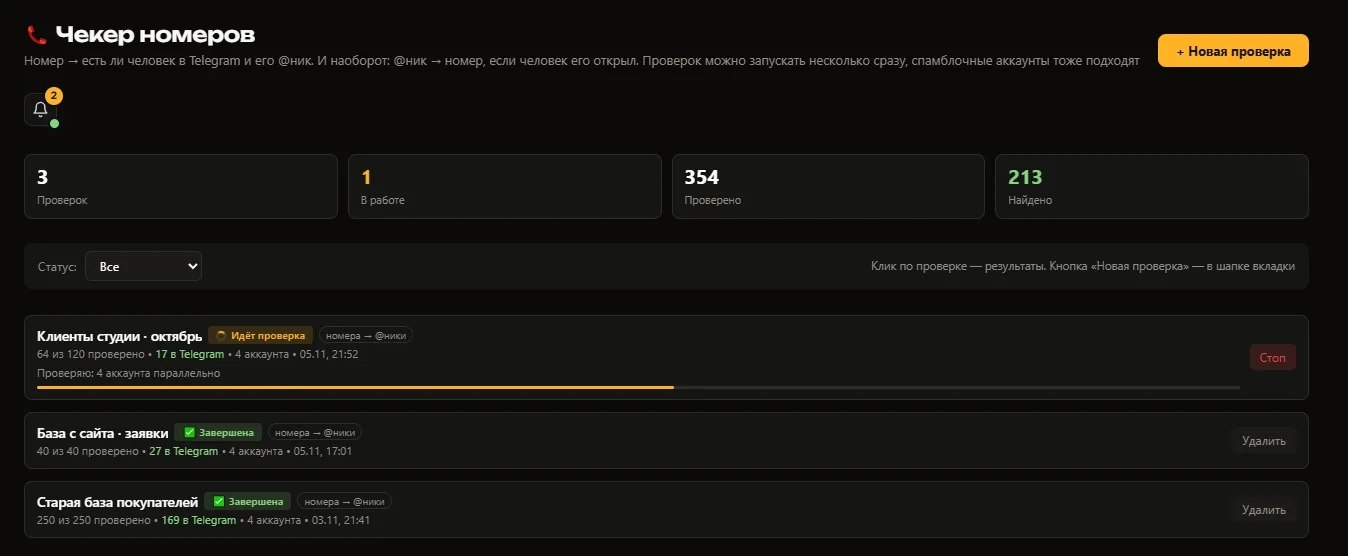 Чекер номеров
Номер → есть ли человек в Telegram и его @ник. И наоборот: @ник → номер, если человек его открыл. Проверок можно запускать несколько сразу, спамблочные аккаунты тоже подходят
+ Новая проверка
2
3
Проверок
1
В работе
354
Проверено
213
Найдено
Статус: Все
Клик по проверке — результаты. Кнопка «Новая проверка» — в шапке вкладки
Клиенты студии · октябрь Идёт проверка номера → @ники
64 из 120 проверено • 17 в Telegram • 4 аккаунта • 05.11, 21:52
Проверяю: 4 аккаунта параллельно
Стоп
База с сайта · заявки Завершена номера → @ники
40 из 40 проверено • 27 в Telegram • 4 аккаунта • 05.11, 17:01
Удалить
Старая база покупателей Завершена номера → @ники
250 из 250 проверено • 169 в Telegram • 4 аккаунта • 03.11, 21:41
Удалить